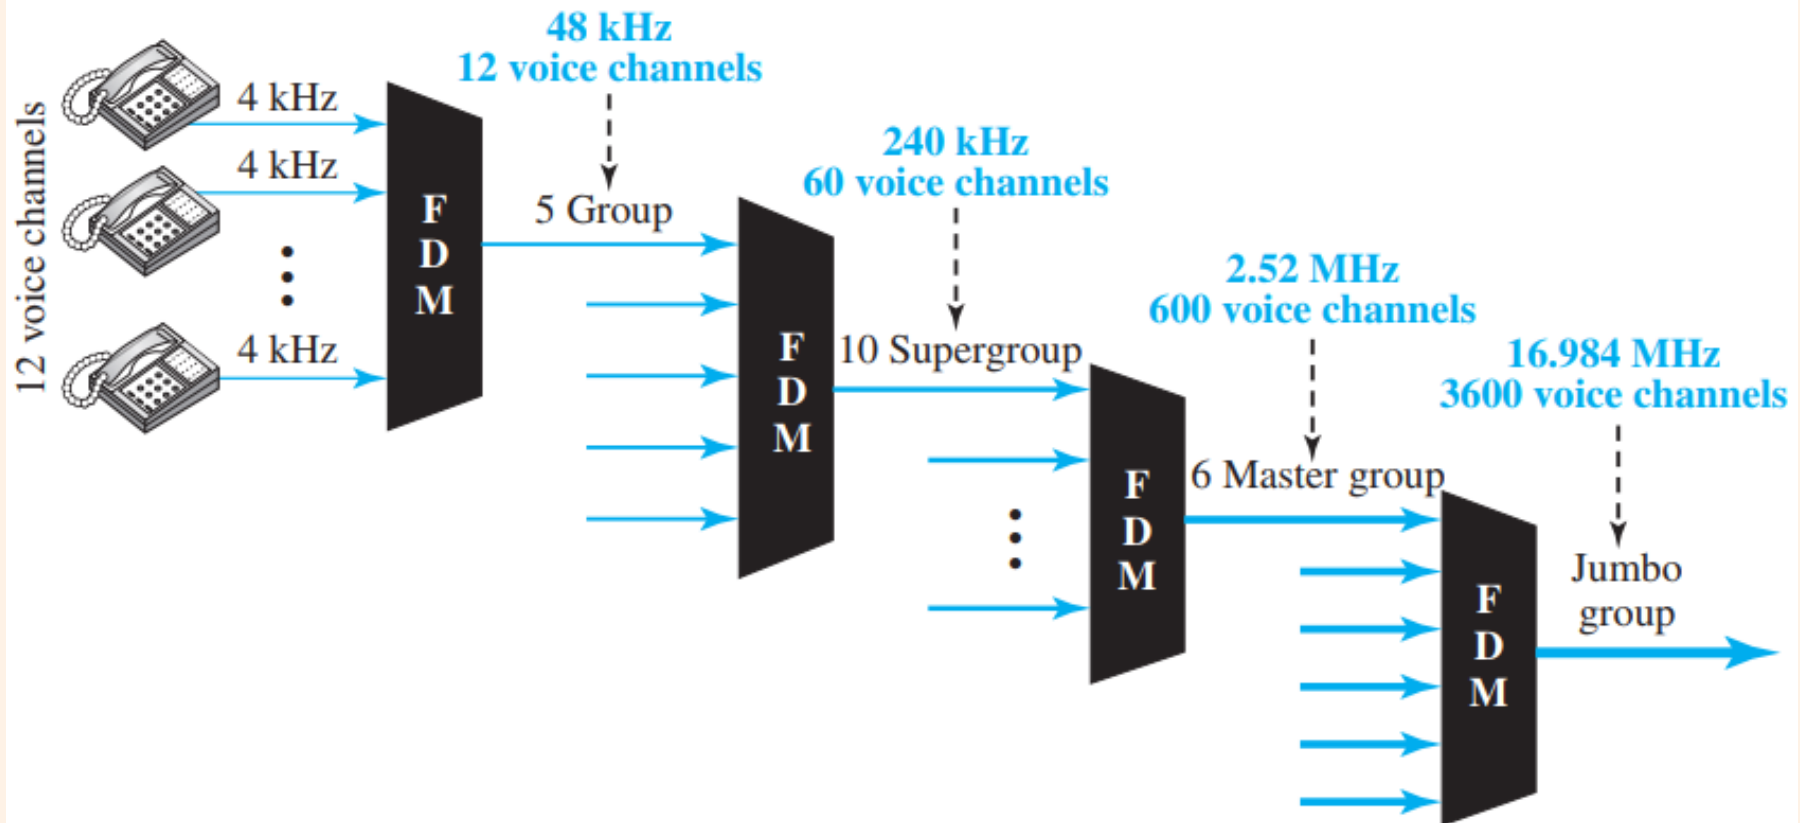 12 voice channels
4 kHz
4 kHz
4 kHz
F
D
M
48 kHz
12 voice channels
5 Group
F
D
M
240 kHz
60 voice channels
10 Supergroup
F
D
M
2.52 MHz
600 voice channels
6 Master group
F
D
M
16.984 MHz
3600 voice channels
Jumbo
group